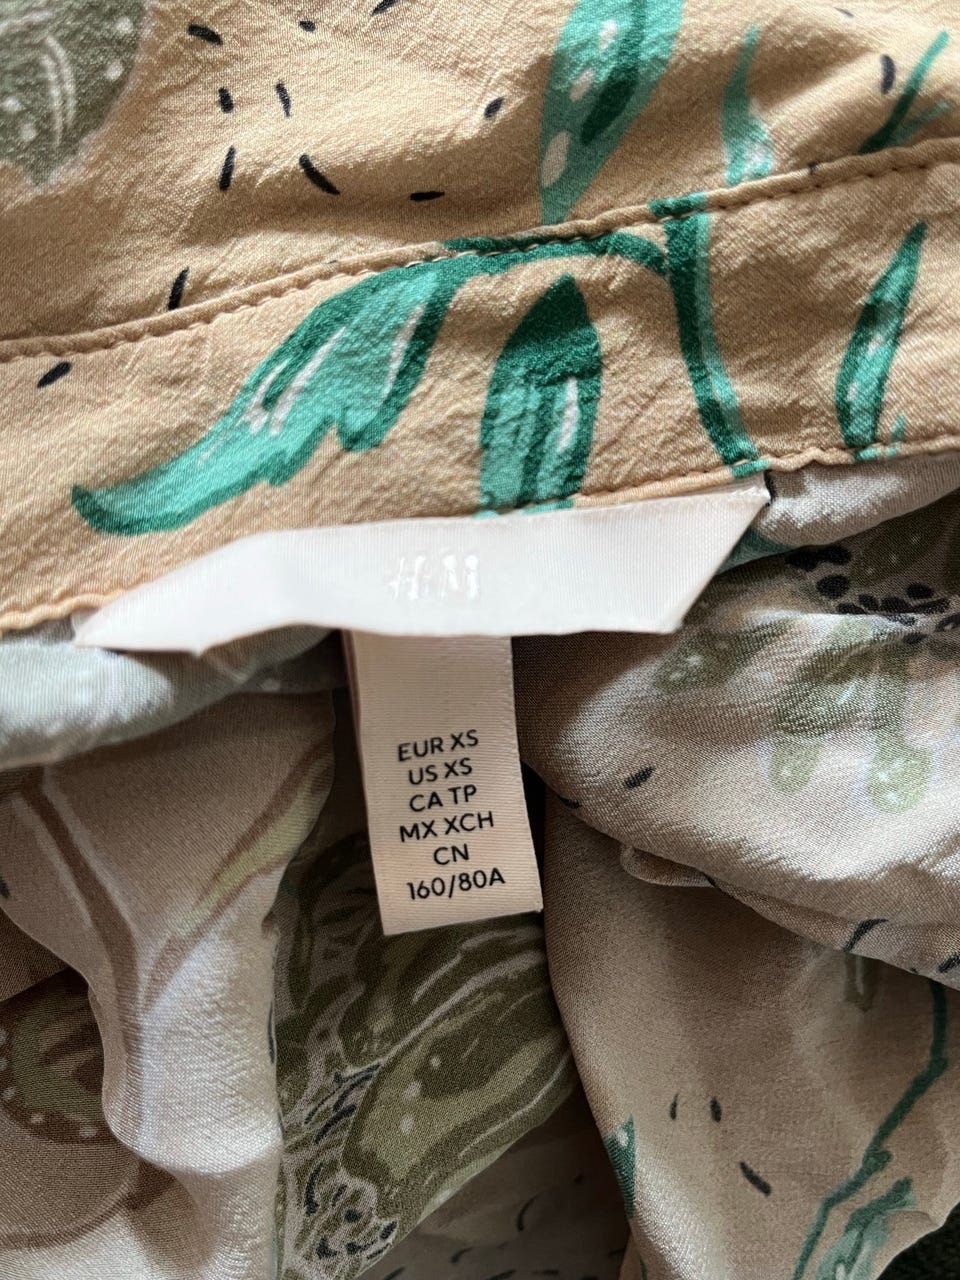 H&M
EUR XS
US XS
CA TP
MX XCH
CN
160/80A